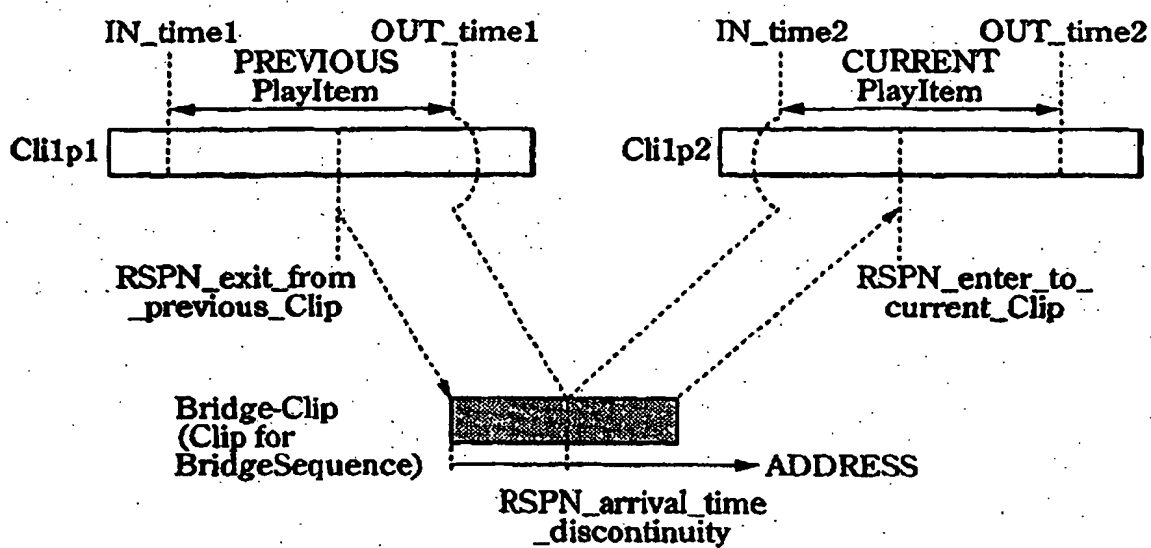 IN_time1 OUT_time1 IN_time2 OUT_time2
PREVIOUS
PlayItem
CURRENT
PlayItem
Cli1p1
Cli1p2
RSPN_exit_from
_previous_Clip
RSPN_enter_to_
current_Clip
Bridge-Clip
(Clip for
BridgeSequence)
ADDRESS
RSPN_arrival_time
_discontinuity